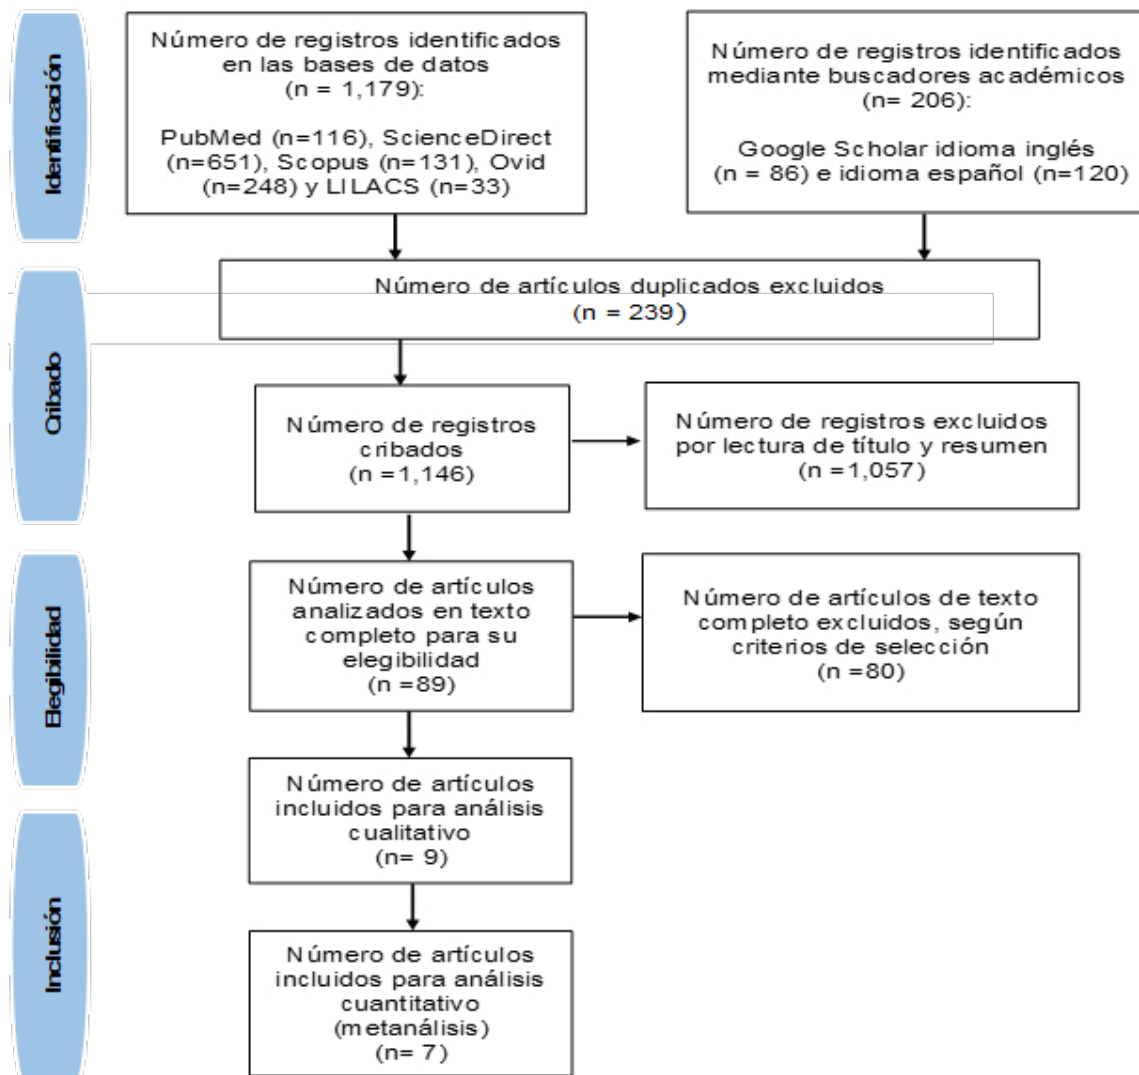 Identificación
Número de registros identificados
en las bases de datos
(n = 1,179):
PubMed (n=116), ScienceDirect
(n=651), Scopus (n=131), Ovid
(n=248) y LILACS (n=33)
Número de registros identificados
mediante buscadores académicos
(n= 206):
Google Scholar idioma inglés
(n = 86) e idioma español (n=120)
Cribado
Número de artículos duplicados excluidos
(n = 239)
Número de registros
cribados
(n =1,146)
Número de registros excluidos
por lectura de título y resumen
(n =1,057)
Elegibilidad
Número de artículos
analizados en texto
completo para su
elegibilidad
(n =89)
Número de artículos de texto
completo excluidos, según
criterios de selección
(n =80)
Inclusión
Número de artículos
incluidos para análisis
cualitativo
(n= 9)
Número de artículos
incluidos para análisis
cuantitativo
(metanálisis)
(n= 7)